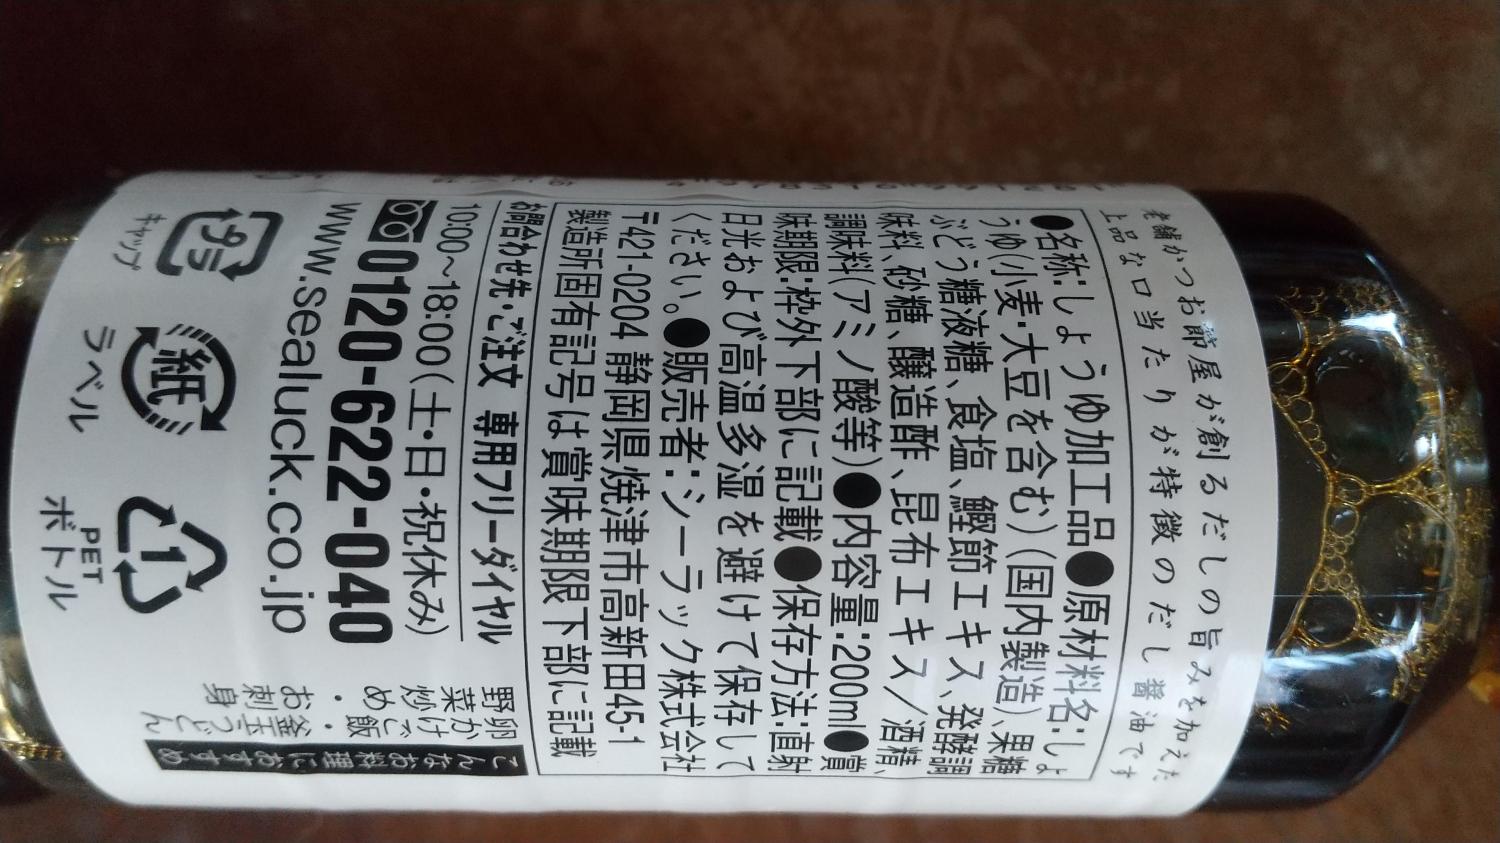 老舗かつお節屋が創るだしの旨みを加えた
上品な口当たりが特徴のだし醤油です
●名称:しょうゆ加工品●原材料名:しょ
うゆ(小麦・大豆を含む)(国内製造)、果糖
ぶどう糖液糖、食塩、鰹節エキス、発酵調
味料、砂糖、醸造酢、昆布エキス/酒精、
調味料(アミノ酸等)●内容量:200ml●賞
味期限:枠外下部に記載●保存方法:直射
日光および高温多湿を避けて保存して
ください。●販売者:シーラック株式会社
〒421-0204 静岡県焼津市高新田45-1
製造所固有記号は賞味期限下部に記載
お問合わせ先・ご注文 専用フリーダイヤル
10:00~18:00(土・日・祝休み)
0120-622-040
www.sealuck.co.jp
プラ
キャップ
紙
ラベル
1
PET
ボトル
こんなお料理におすすめ
卵かけご飯・釜玉うどん
野菜炒め・お刺身